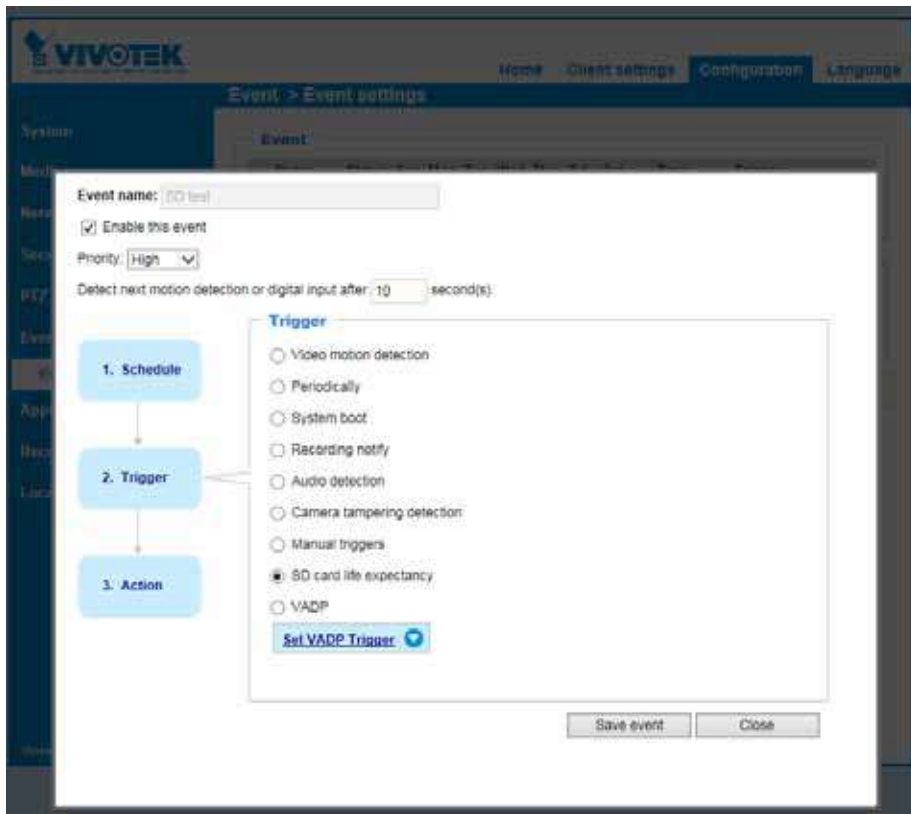 VIVOTEK
Home Client settings Configuration Language
Event > Event settings
System
Event
Event name: SD test
Enable this event
Priority: High
Detect next motion detection or digital input after 10 second(s).
Trigger
1. Schedule
2. Trigger
3. Action
Video motion detection
Periodically
System boot
Recording notify
Audio detection
Camera tampering detection
Manual triggers
SD card life expectancy
VADP
Set VADP Trigger
Save event Close